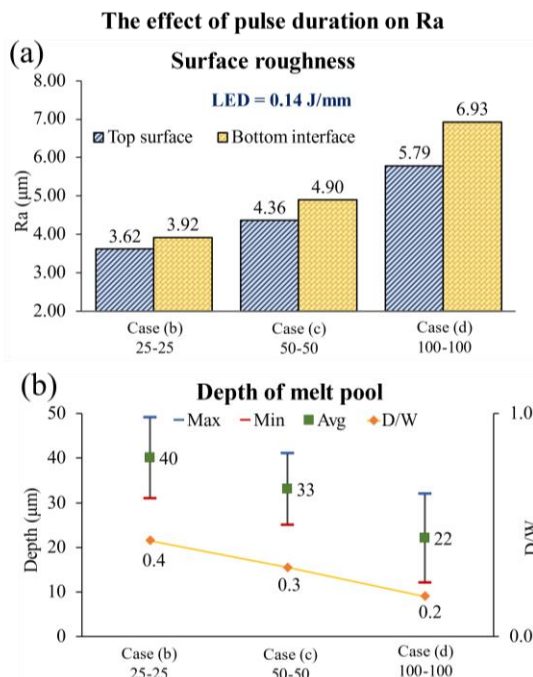 The effect of pulse duration on Ra
(a)
Surface roughness
8.00
LED = 0.14 J/mm
7.00
6.93
Top surface
Bottom interface
6.00
5.79
Ra (μm)
5.00
4.90
4.36
4.00
3.92
3.62
3.00
2.00
Case (b) Case (c) Case (d)
25-25 50-50 100-100
(b)
Depth of melt pool
50
1.0
Max Min Avg D/W
40
40
33
30
Depth (μm)
D/W
22
20
0.4
0.3
10
0.2
0
0.0
Case (b) Case (c) Case (d)
25-25 50-50 100-100